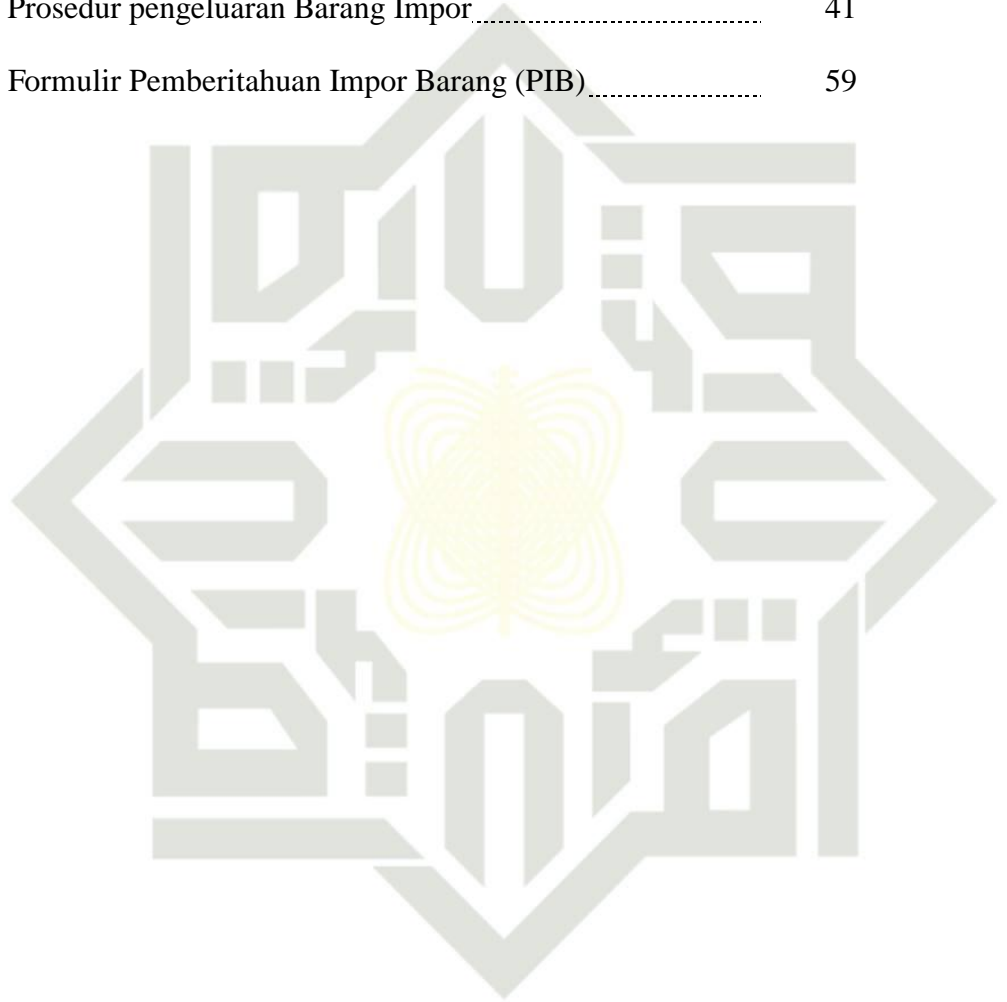 Prosedur pengeluaran Barang Impor 41
Formulir Pemberitahuan Impor Barang (PIB) 59